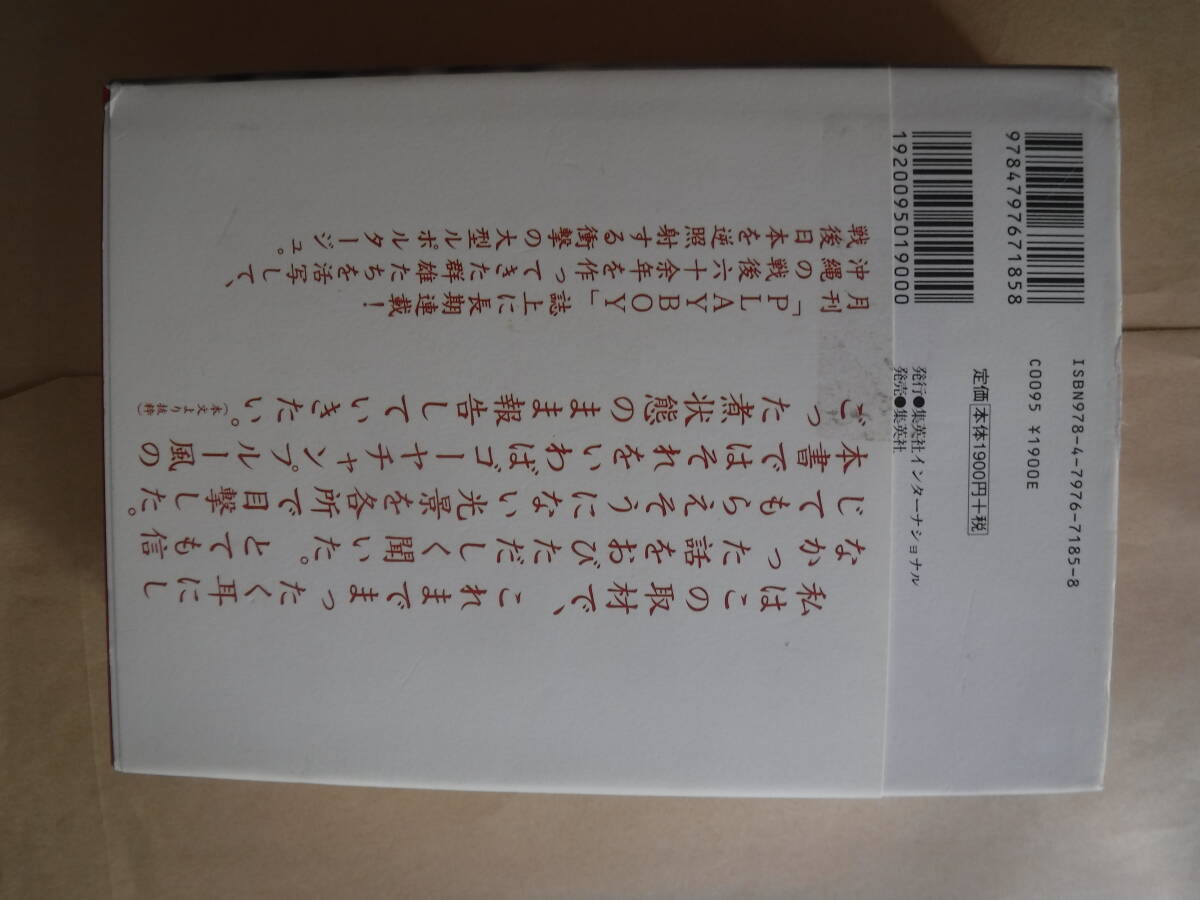 9784797671858
1920095019000
ISBN978-4-7976-7185-8
C0095 ¥1900E
定価 本体1900円+税
発行●集英社インターナショナル
発売●集英社
私はこの取材で、これまでまったく耳にし
なかった話をおびただしく聞いた。とても信
じてもらえそうにない光景を各所で目撃した。
本書ではそれをいわばゴーヤチャンプルー風の
ごった煮状態のまま報告していきたい。(本文より抜粋)
月刊「PLAYBOY」誌上に長期連載!
沖縄の戦後六十余年を作ってきた群雄たちを活写して、
戦後日本を逆照射する衝撃の大型ルポルタージュ。